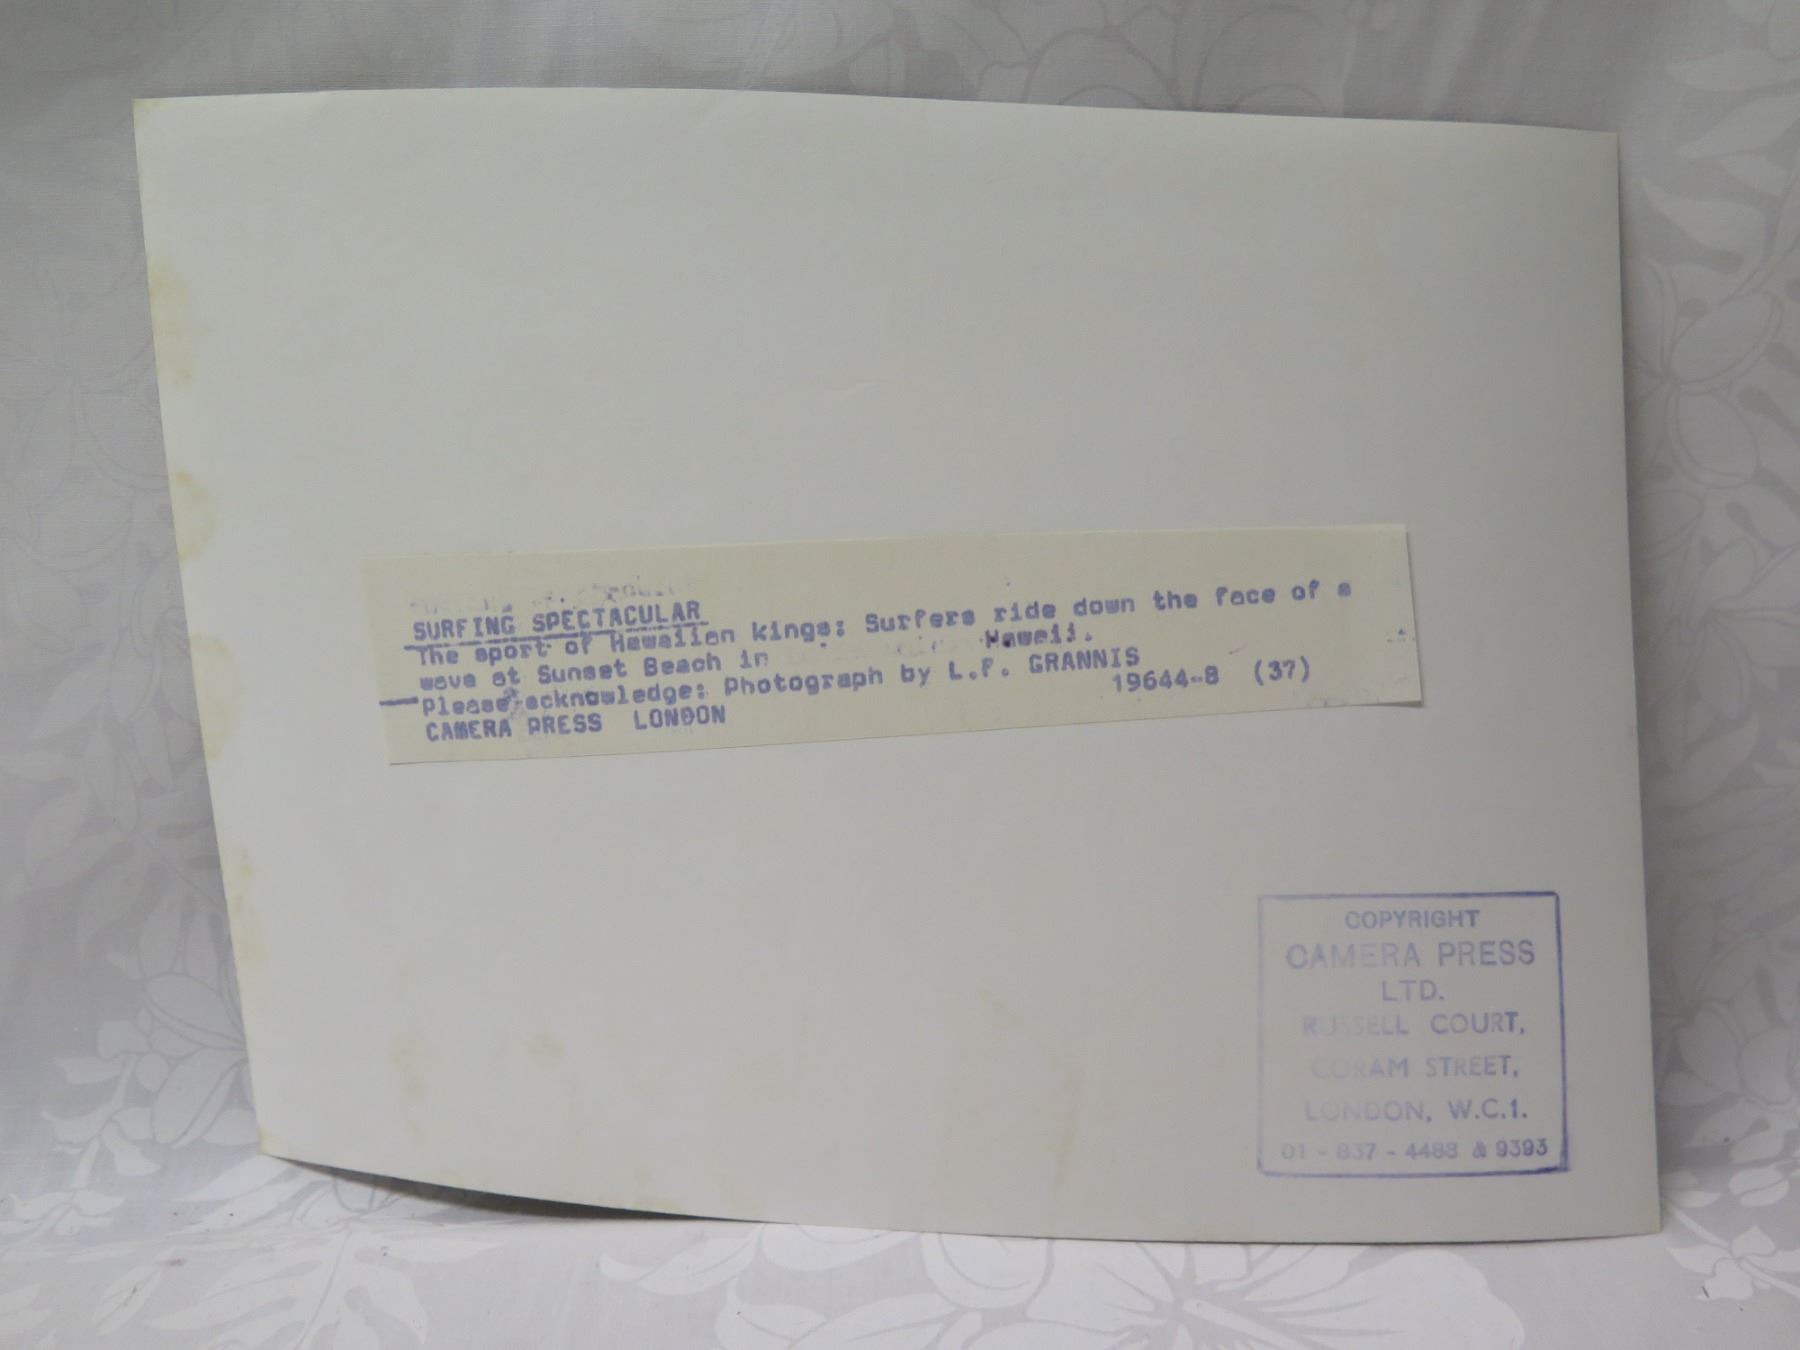 SURFING SPECTACULAR
The sport of Hawaiian kings: Surfers ride down the face of a
wave at Sunset Beach in Hawaii.
Please acknowledge: Photograph by L.F. GRANNIS
19644-8 (37)
CAMERA PRESS LONDON
COPYRIGHT
CAMERA PRESS
LTD.
RUSSELL COURT,
CORAM STREET,
LONDON, W.C.1.
01 - 837 - 4488 & 9393